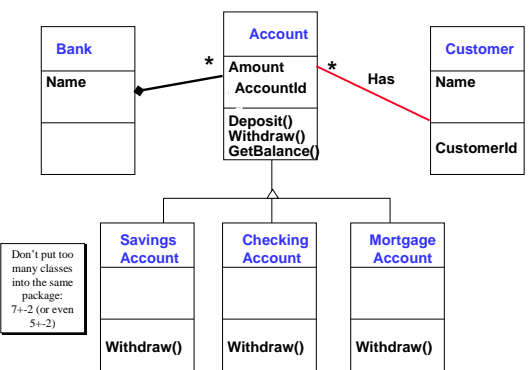 Bank
Name
*
Account
Amount
AccountId
Deposit()
Withdraw()
GetBalance()
*
Has
Customer
Name
CustomerId
Don't put too
many classes
into the same
package:
7+-2 (or even
5+-2)
Savings
Account
Withdraw()
Checking
Account
Withdraw()
Mortgage
Account
Withdraw()